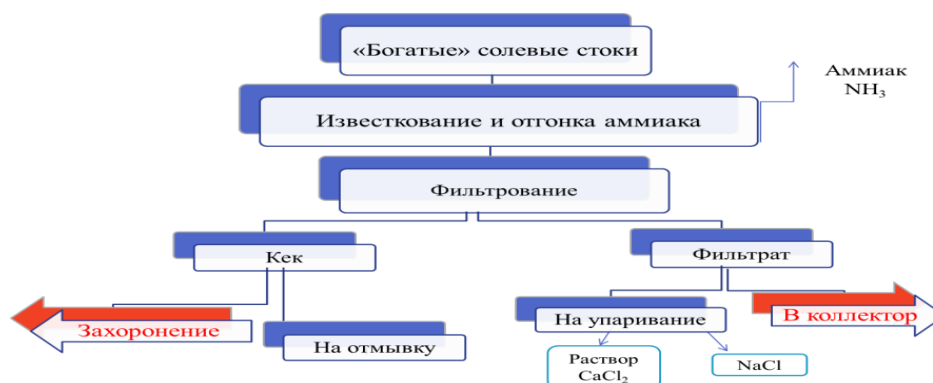 «Богатые» солевые стоки
Аммиак
NH₃
Известкование и отгонка аммиака
Фильтрование
Кек
Фильтрат
Захоронение
На отмывку
На упаривание
В коллектор
Раствор
CaCl₂
NaCl